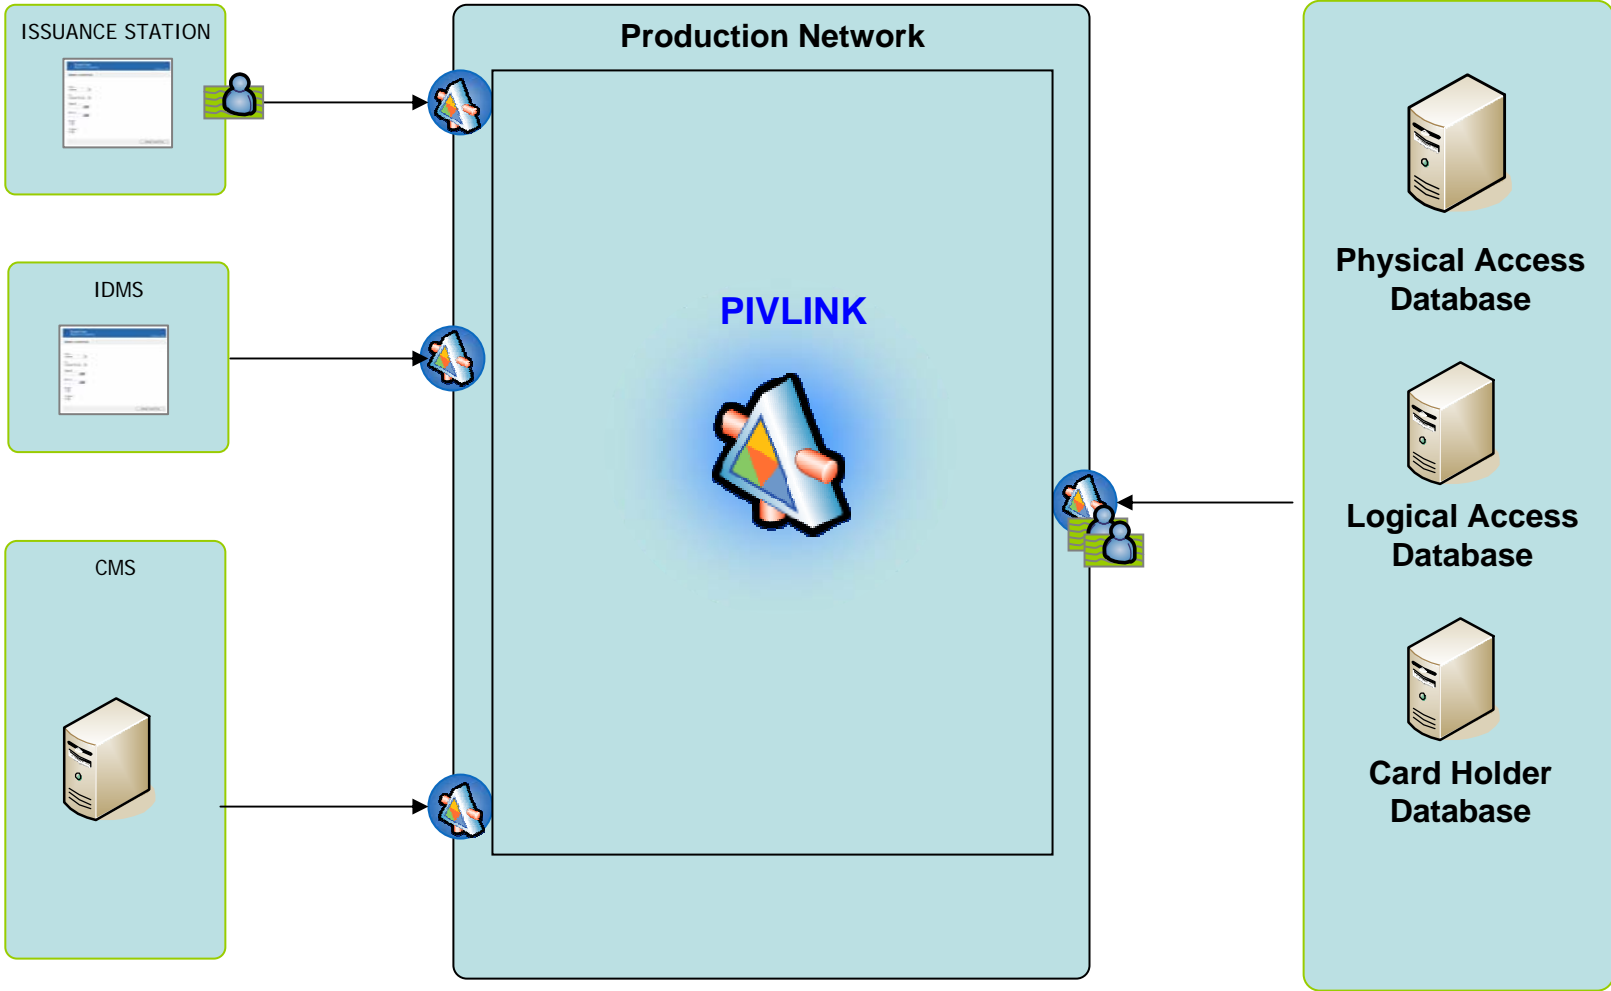 ISSUANCE STATION
Production Network
IDMS
PIVLINK
CMS
Physical Access
Database
Logical Access
Database
Card Holder
Database